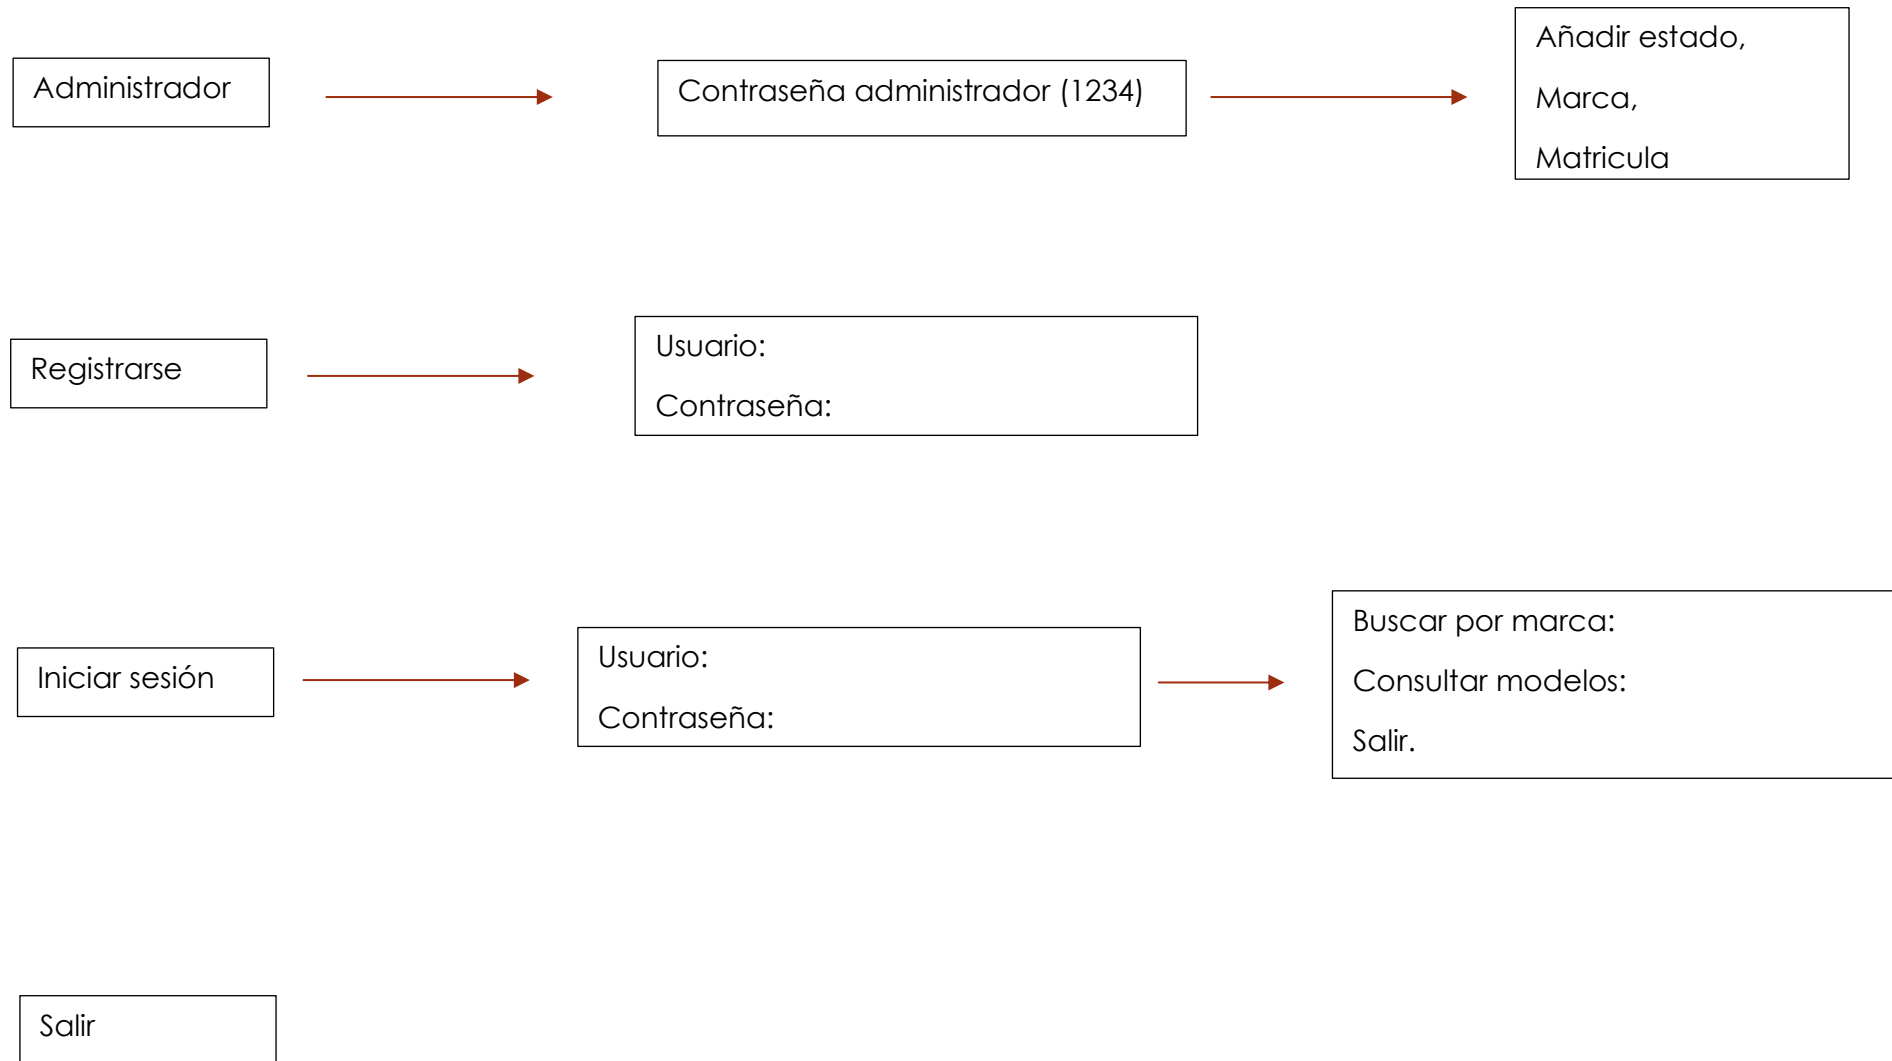 Administrador
Contraseña administrador (1234)
Añadir estado,
Marca,
Matricula
Registrarse
Usuario:
Contraseña:
Iniciar sesión
Usuario:
Contraseña:
Buscar por marca:
Consultar modelos:
Salir.
Salir